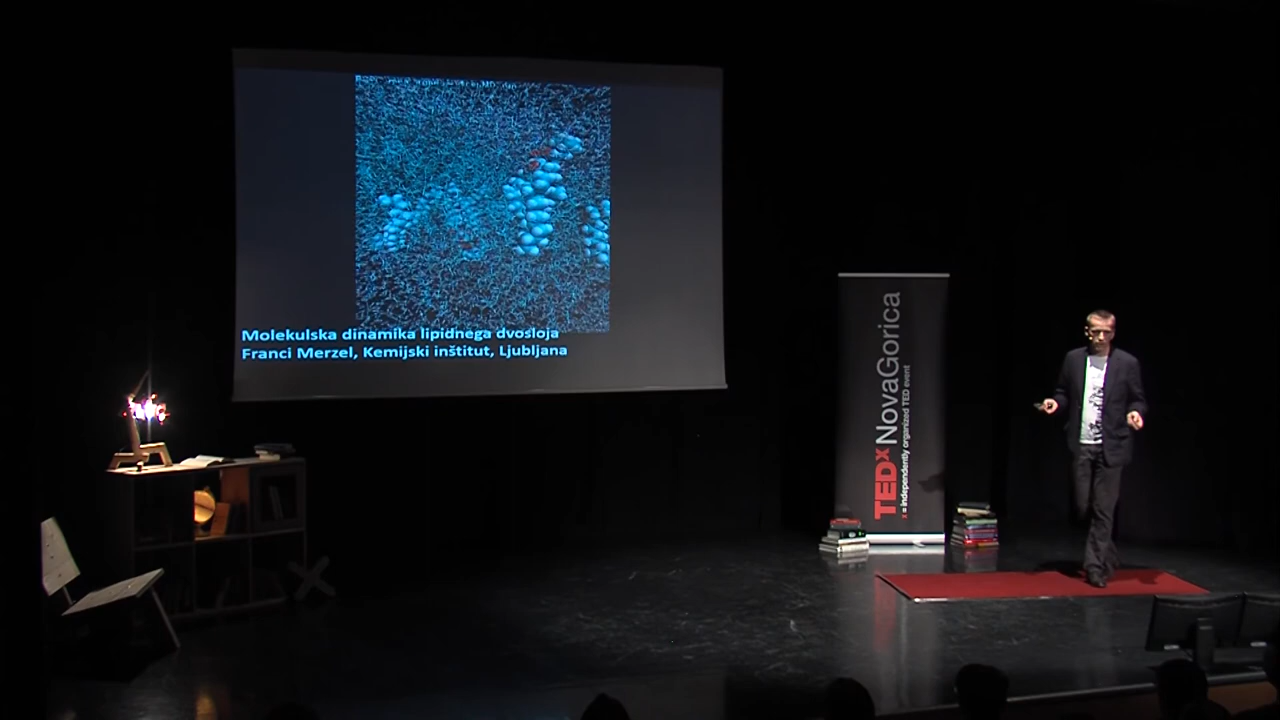 Molekulska dinamika lipidnega dvosloja
Franci Merzel, Kemijski inštitut, Ljubljana
TEDx NovaGorica
x = independently organized TED event